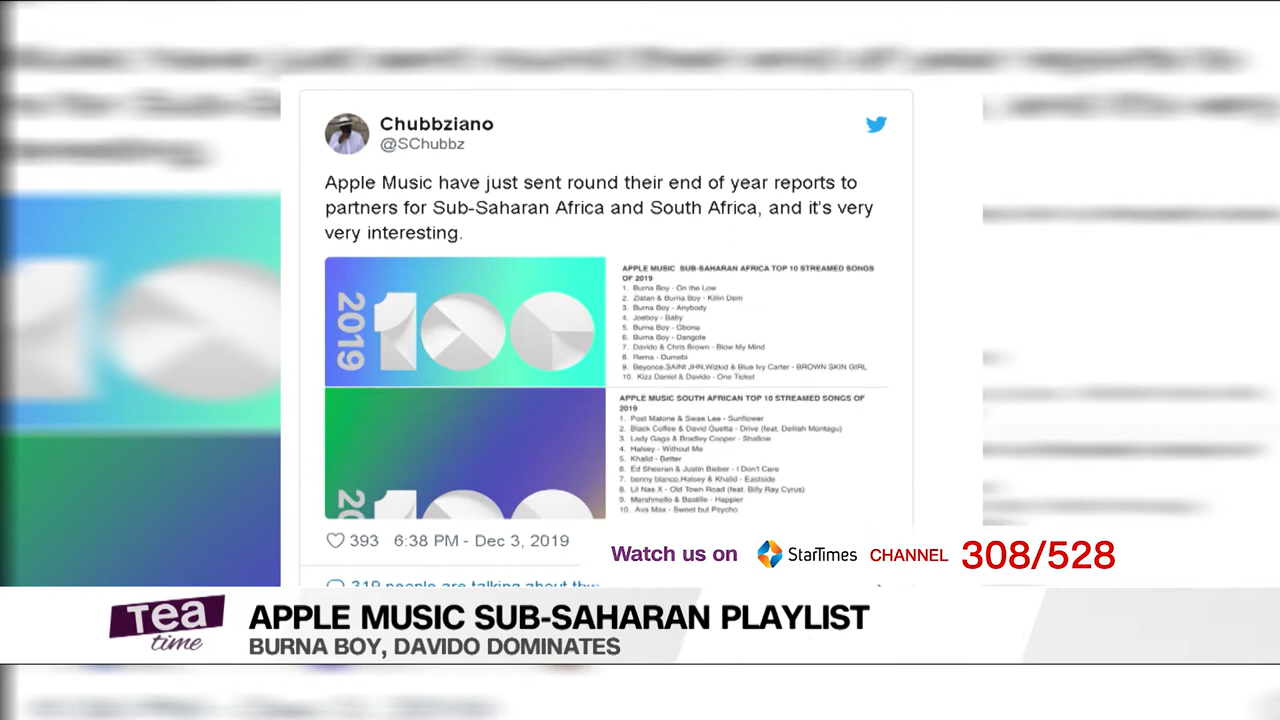 Chubbziano
@SChubbz
Apple Music have just sent round their end of year reports to
partners for Sub-Saharan Africa and South Africa, and it's very
very interesting.
2019
100
APPLE MUSIC SUB-SAHARAN AFRICA TOP 10 STREAMED SONGS
OF 2019
1. Burna Boy - On the Low
2. Zlatan & Burna Boy - Killin Dem
3. Burna Boy - Anybody
4. Joeboy - Baby
5. Burna Boy - Gbona
6. Burna Boy - Dangote
7. Davido & Chris Brown - Blow My Mind
8. Rema - Dumebi
9. Beyonce,SAINt JHN,Wizkid & Blue Ivy Carter - BROWN SKIN GIRL
10. Kizz Daniel & Davido - One Ticket
APPLE MUSIC SOUTH AFRICAN TOP 10 STREAMED SONGS OF
2019
1. Post Malone & Swae Lee - Sunflower
2. Black Coffee & David Guetta - Drive (feat. Delilah Montagu)
3. Lady Gaga & Bradley Cooper - Shallow
4. Halsey - Without Me
5. Khalid - Better
6. Ed Sheeran & Justin Bieber - I Don't Care
7. benny blanco,Halsey & Khalid - Eastside
8. Lil Nas X - Old Town Road (feat. Billy Ray Cyrus)
9. Marshmello & Bastille - Happier
10. Ava Max - Sweet but Psycho
20
100
393 6:38 PM - Dec 3, 2019
319 people are talking about this
Watch us on StarTimes CHANNEL 308/528
Tea
time
APPLE MUSIC SUB-SAHARAN PLAYLIST
BURNA BOY, DAVIDO DOMINATES